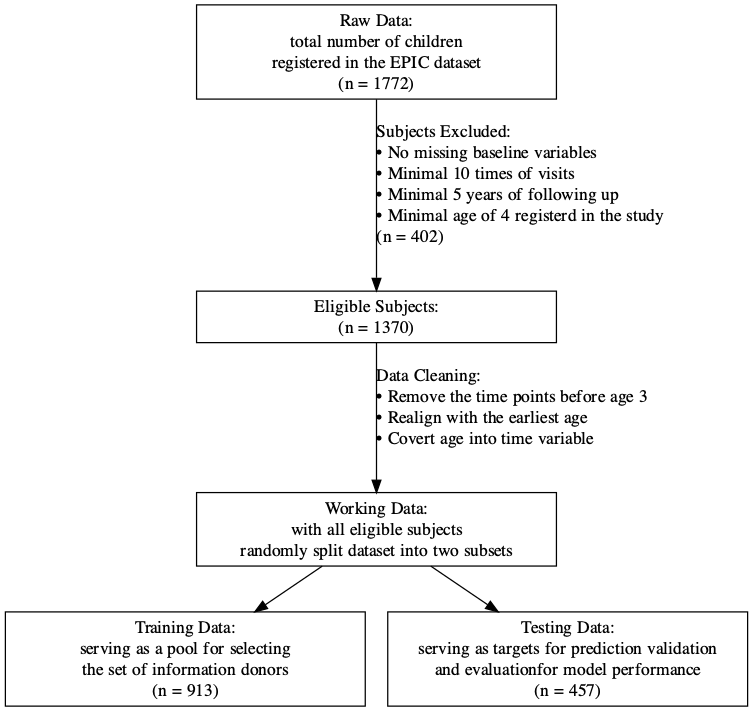 Raw Data:
total number of children
registered in the EPIC dataset
(n = 1772)
Subjects Excluded:
• No missing baseline variables
• Minimal 10 times of visits
• Minimal 5 years of following up
• Minimal age of 4 registerd in the study
(n = 402)
Eligible Subjects:
(n = 1370)
Data Cleaning:
• Remove the time points before age 3
• Realign with the earliest age
• Covert age into time variable
Working Data:
with all eligible subjects
randomly split dataset into two subsets
Training Data:
serving as a pool for selecting
the set of information donors
(n = 913)
Testing Data:
serving as targets for prediction validation
and evaluationfor model performance
(n = 457)